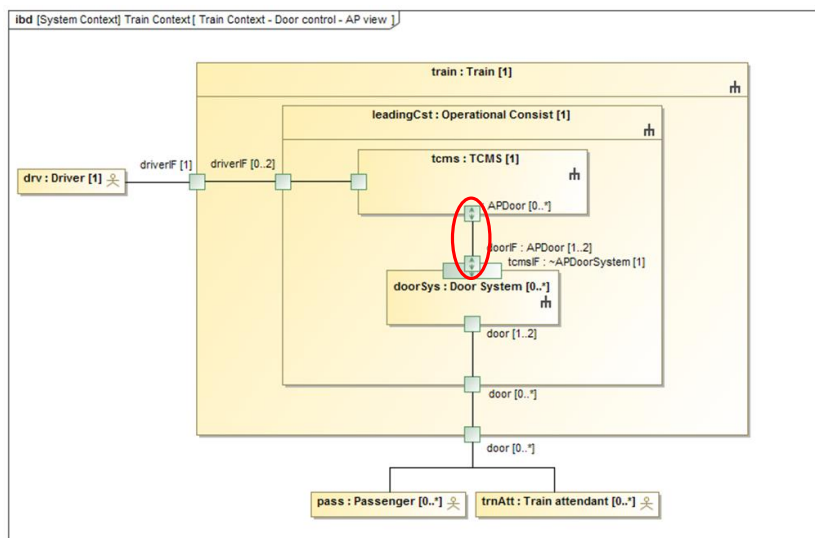 ibd [System Context] Train Context [ Train Context - Door control - AP view ]
train : Train [1]
leadingCst : Operational Consist [1]
tcms : TCMS [1]
driverIF [1]
driverIF [0..2]
drv : Driver [1]
APDoor [0..*]
doorIF : APDoor [1..2]
tcmsIF : ~APDoorSystem [1]
doorSys : Door System [0..*]
door [1..2]
door [0..*]
door [0..*]
pass : Passenger [0..*]
trnAtt : Train attendant [0..*]